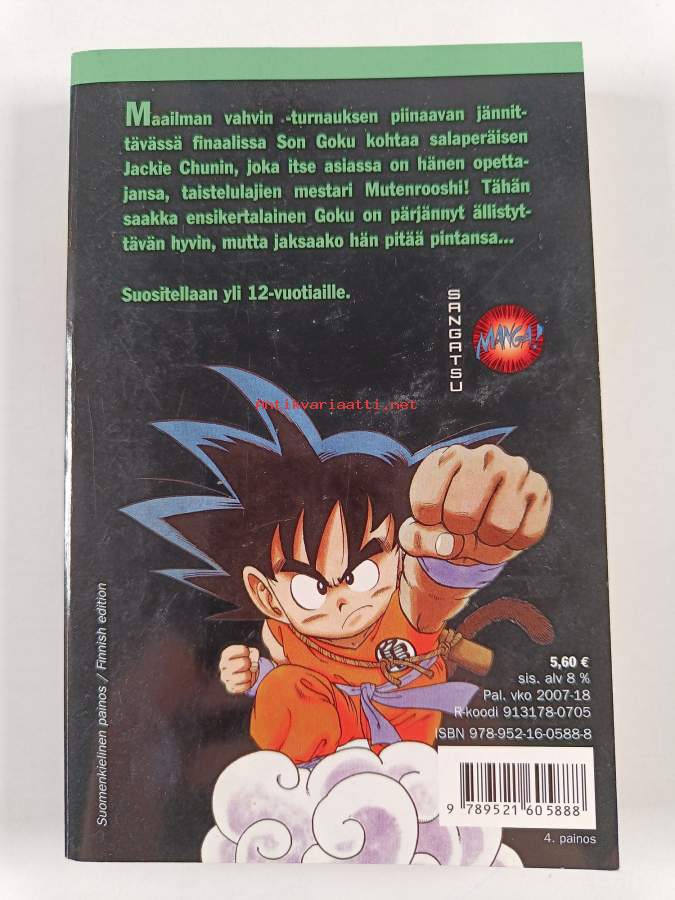 Maailman vahvin -turnauksen piinaavan jännit-
tävässä finaalissa Son Goku kohtaa salaperäisen
Jackie Chunin, joka itse asiassa on hänen opetta-
jansa, taistelulajien mestari Mutenrooshi! Tähän
saakka ensikertalainen Goku on pärjännyt ällistyt-
tävän hyvin, mutta jaksaako hän pitää pintansa...
Suositellaan yli 12-vuotiaille.
SANGATSU
MANGA!
Antikvariaatti.net
亀
Suomenkielinen painos / Finnish edition
5,60 €
sis. alv 8 %
Pal. vko 2007-18
R-koodi 913178-0705
ISBN 978-952-16-0588-8
9 789521 605888
4. painos